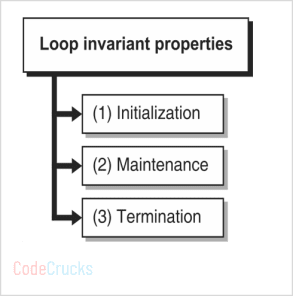 Loop invariant properties
(1) Initialization
(2) Maintenance
(3) Termination
CodeCrucks